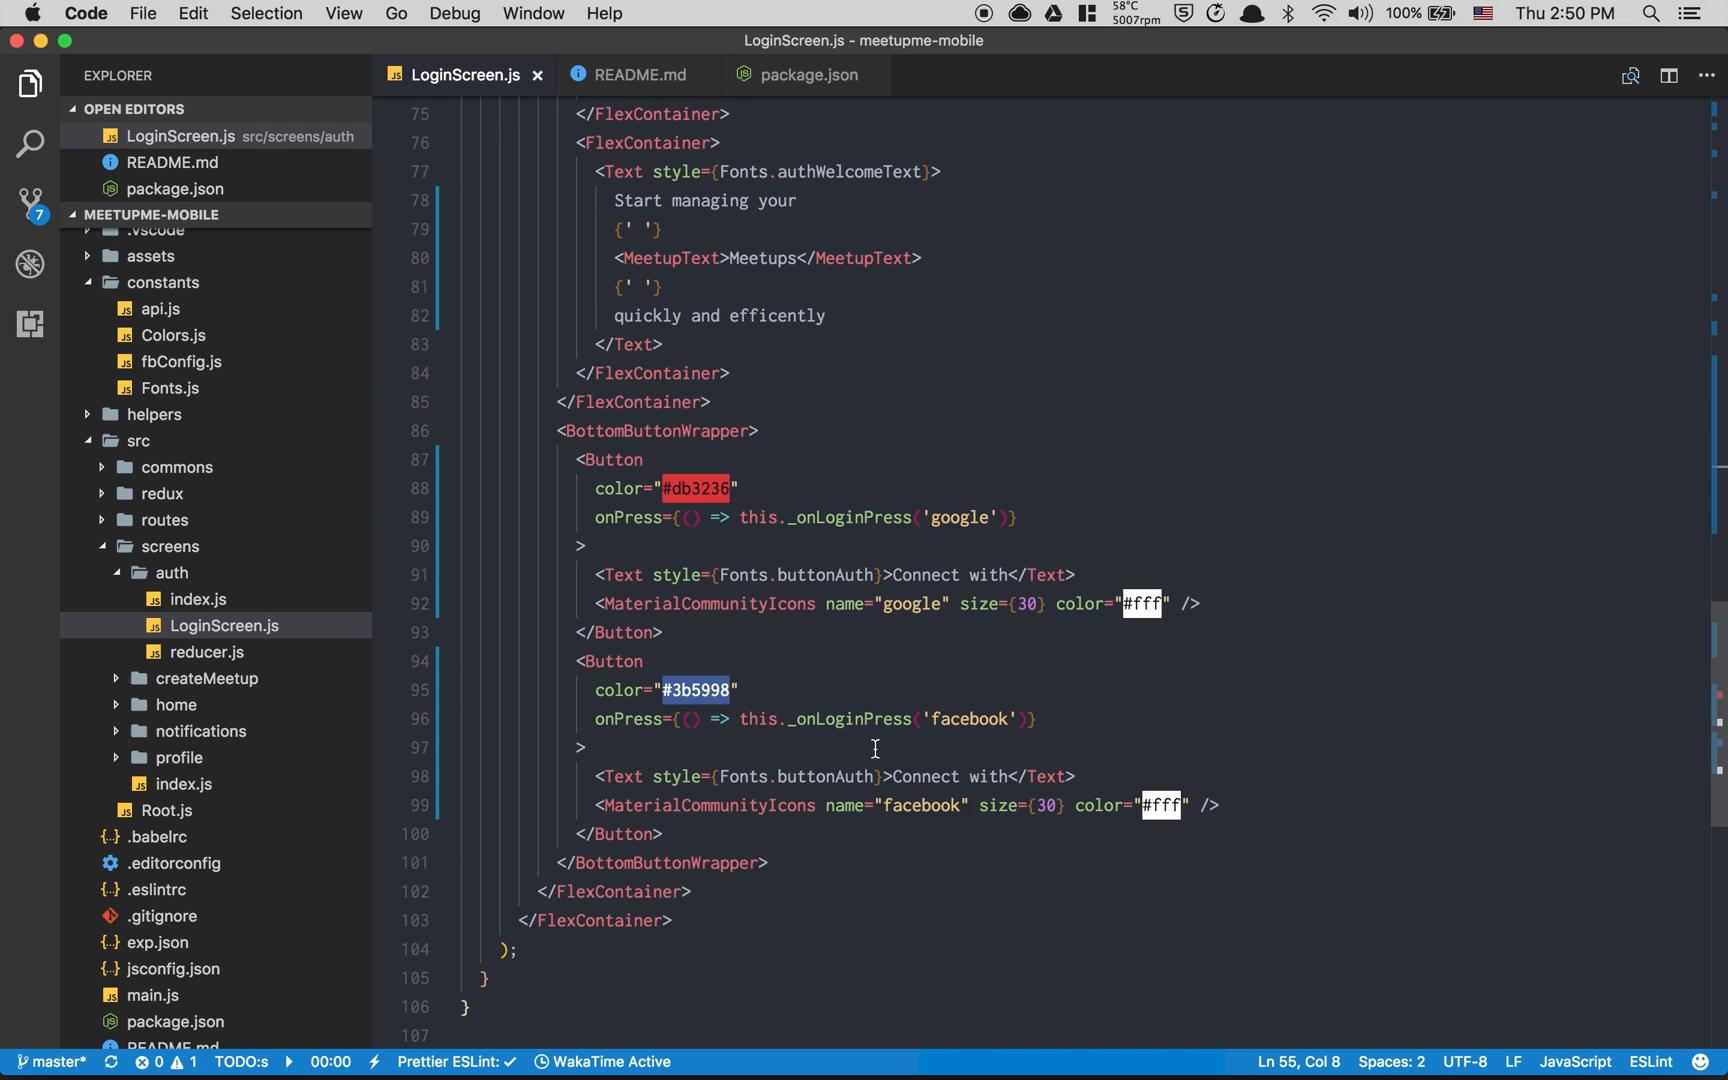 Code File Edit Selection View Go Debug Window Help 58°C 5007rpm 100% Thu 2:50 PM
LoginScreen.js - meetupme-mobile
EXPLORER
OPEN EDITORS
LoginScreen.js src/screens/auth
README.md
package.json
7
MEETUPME-MOBILE
.vscode
assets
constants
api.js
Colors.js
fbConfig.js
Fonts.js
helpers
src
commons
redux
routes
screens
auth
index.js
LoginScreen.js
reducer.js
createMeetup
home
notifications
profile
index.js
Root.js
.babelrc
.editorconfig
.eslintrc
.gitignore
exp.json
jsconfig.json
main.js
package.json
README.md
LoginScreen.js × README.md package.json
75 </FlexContainer>
76 <FlexContainer>
77 <Text style={Fonts.authWelcomeText}>
78 Start managing your
79 {' '}
80 <MeetupText>Meetups</MeetupText>
81 {' '}
82 quickly and efficently
83 </Text>
84 </FlexContainer>
85 </FlexContainer>
86 <BottomButtonWrapper>
87 <Button
88 color="#db3236"
89 onPress={() => this._onLoginPress('google')}
90 >
91 <Text style={Fonts.buttonAuth}>Connect with</Text>
92 <MaterialCommunityIcons name="google" size={30} color="#fff" />
93 </Button>
94 <Button
95 color="#3b5998"
96 onPress={() => this._onLoginPress('facebook')}
97 >
98 <Text style={Fonts.buttonAuth}>Connect with</Text>
99 <MaterialCommunityIcons name="facebook" size={30} color="#fff" />
100 </Button>
101 </BottomButtonWrapper>
102 </FlexContainer>
103 </FlexContainer>
104 );
105 }
106 }
107
master* 0 1 TODO:s 00:00 Prettier ESLint: ✓ WakaTime Active Ln 55, Col 8 Spaces: 2 UTF-8 LF JavaScript ESLint